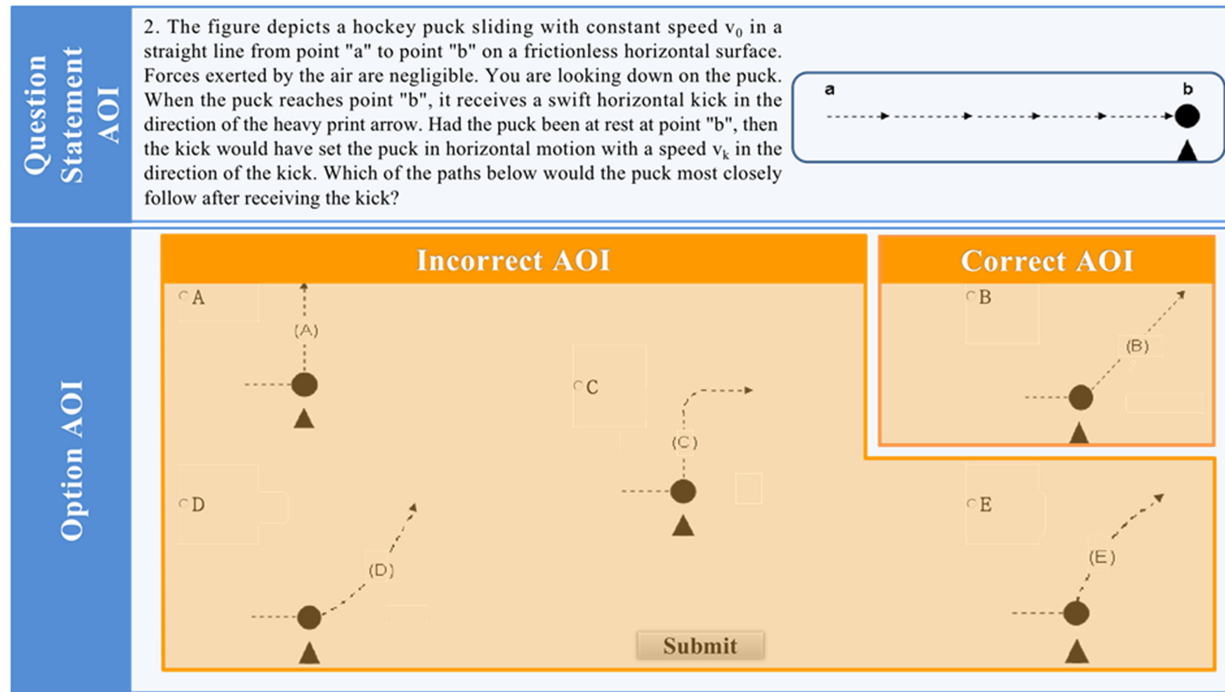 Question
Statement
AOI
2. The figure depicts a hockey puck sliding with constant speed v₀ in a
straight line from point "a" to point "b" on a frictionless horizontal surface.
Forces exerted by the air are negligible. You are looking down on the puck.
When the puck reaches point "b", it receives a swift horizontal kick in the
direction of the heavy print arrow. Had the puck been at rest at point "b", then
the kick would have set the puck in horizontal motion with a speed vₖ in the
direction of the kick. Which of the paths below would the puck most closely
follow after receiving the kick?
a b
Option AOI
Incorrect AOI
Correct AOI
A
(A)
B
(B)
C
(C)
D
(D)
E
(E)
Submit